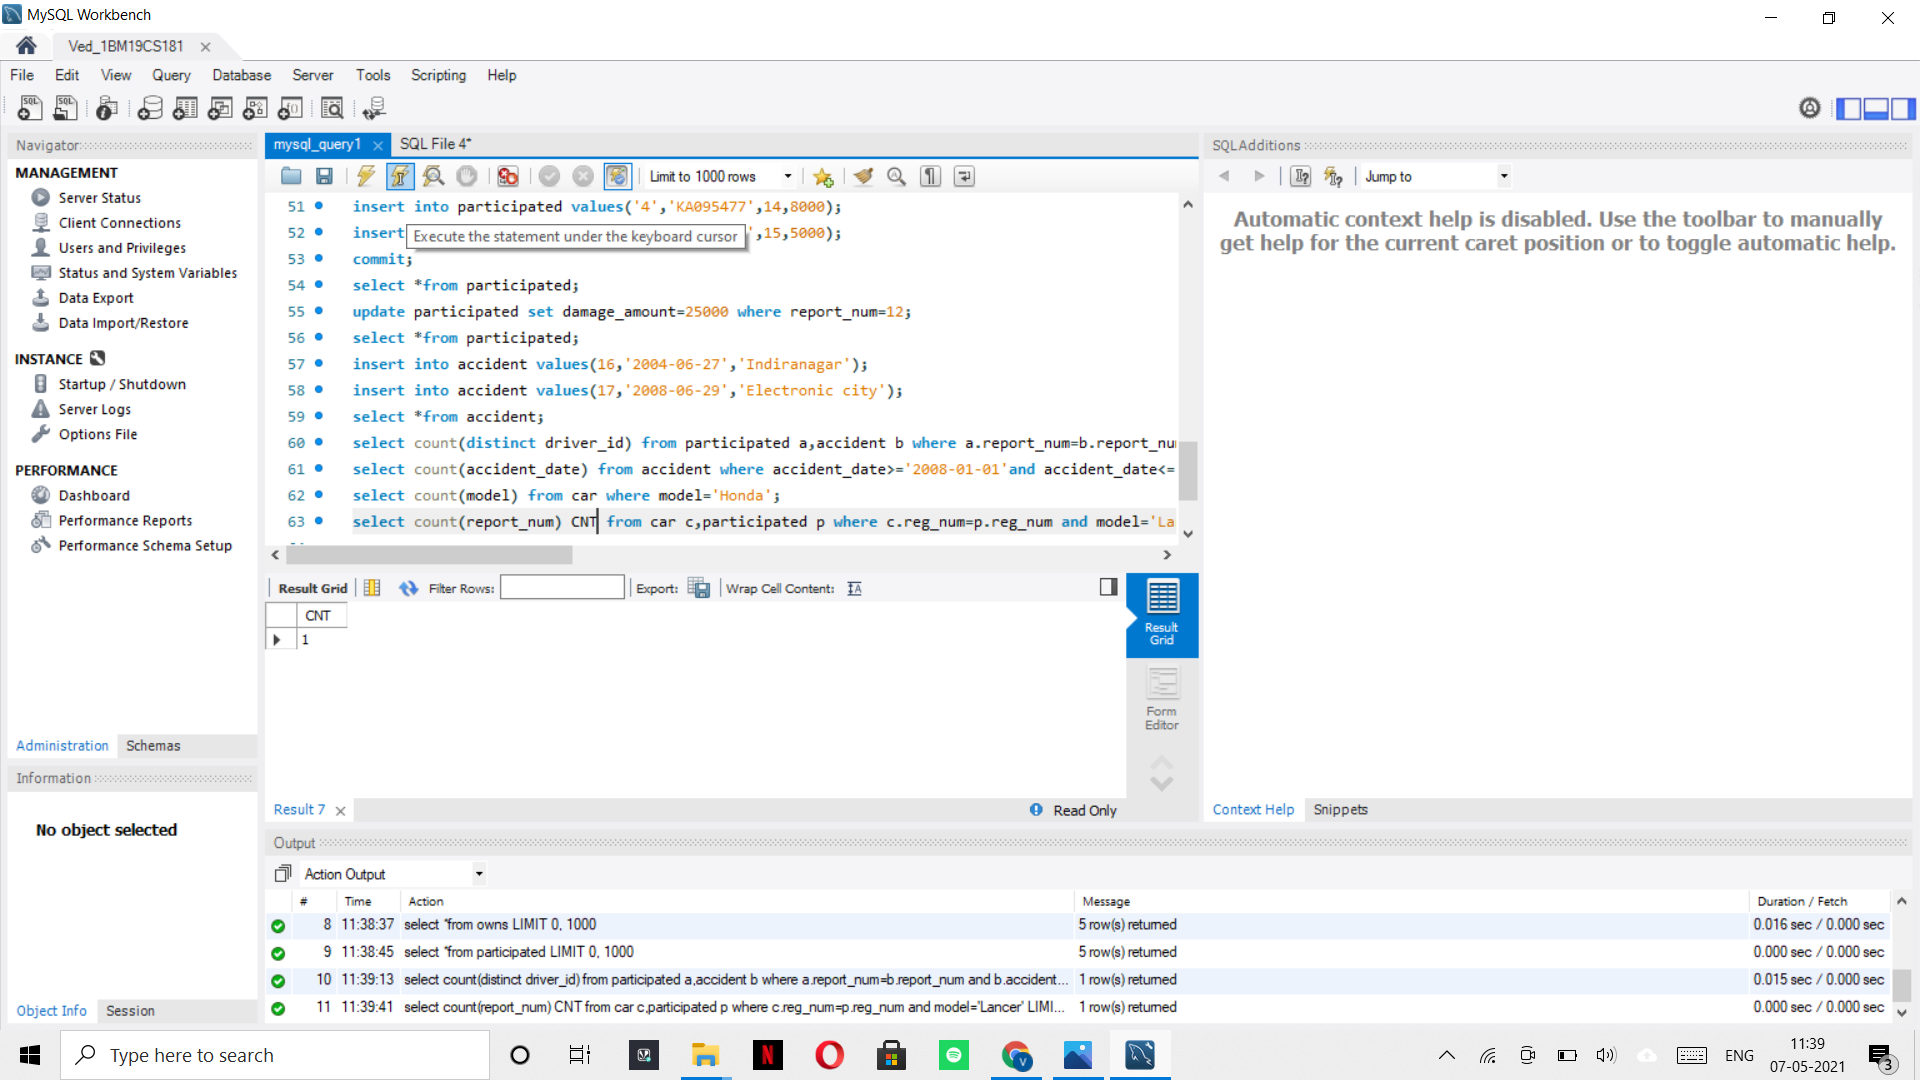 MySQL Workbench
Ved_1BM19CS181
File Edit View Query Database Server Tools Scripting Help
Navigator
MANAGEMENT
Server Status
Client Connections
Users and Privileges
Status and System Variables
Data Export
Data Import/Restore
INSTANCE
Startup / Shutdown
Server Logs
Options File
PERFORMANCE
Dashboard
Performance Reports
Performance Schema Setup
Administration Schemas
Information
No object selected
Object Info Session
mysql_query1 SQL File 4*
Limit to 1000 rows
51 insert into participated values('4','KA095477',14,8000);
52 insert ',15,5000);
Execute the statement under the keyboard cursor
53 commit;
54 select *from participated;
55 update participated set damage_amount=25000 where report_num=12;
56 select *from participated;
57 insert into accident values(16,'2004-06-27','Indiranagar');
58 insert into accident values(17,'2008-06-29','Electronic city');
59 select *from accident;
60 select count(distinct driver_id) from participated a,accident b where a.report_num=b.report_nu
61 select count(accident_date) from accident where accident_date>='2008-01-01'and accident_date<=
62 select count(model) from car where model='Honda';
63 select count(report_num) CNT from car c,participated p where c.reg_num=p.reg_num and model='La
Result Grid Filter Rows: Export: Wrap Cell Content:
CNT
1
Result
Grid
Form
Editor
Result 7 Read Only
SQLAdditions
Jump to
Automatic context help is disabled. Use the toolbar to manually
get help for the current caret position or to toggle automatic help.
Context Help Snippets
Output
Action Output
# Time Action Message Duration / Fetch
8 11:38:37 select *from owns LIMIT 0, 1000 5 row(s) returned 0.016 sec / 0.000 sec
9 11:38:45 select *from participated LIMIT 0, 1000 5 row(s) returned 0.000 sec / 0.000 sec
10 11:39:13 select count(distinct driver_id) from participated a,accident b where a.report_num=b.report_num and b.accident... 1 row(s) returned 0.015 sec / 0.000 sec
11 11:39:41 select count(report_num) CNT from car c,participated p where c.reg_num=p.reg_num and model='Lancer' LIMI... 1 row(s) returned 0.000 sec / 0.000 sec
Type here to search
ENG
11:39
07-05-2021
3